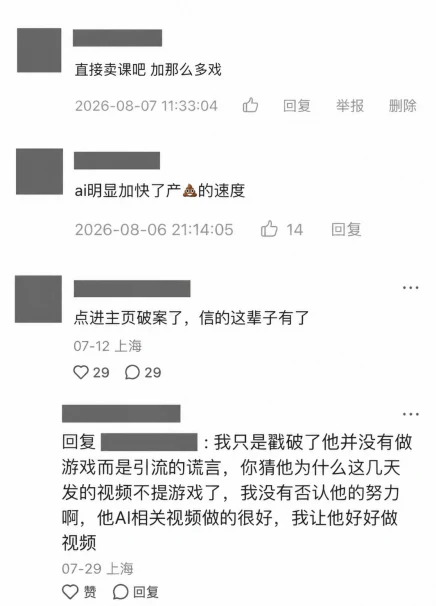 直接卖课吧 加那么多戏
2026-08-07 11:33:04 回复 举报 删除
ai明显加快了产💩的速度
2026-08-06 21:14:05 14 回复
点进主页破案了，信的这辈子有了
07-12 上海
29 29
回复 : 我只是戳破了他并没有做
游戏而是引流的谎言，你猜他为什么这几天
发的视频不提游戏了，我没有否认他的努力
啊，他AI相关视频做的很好，我让他好好做
视频
07-29 上海
赞 回复